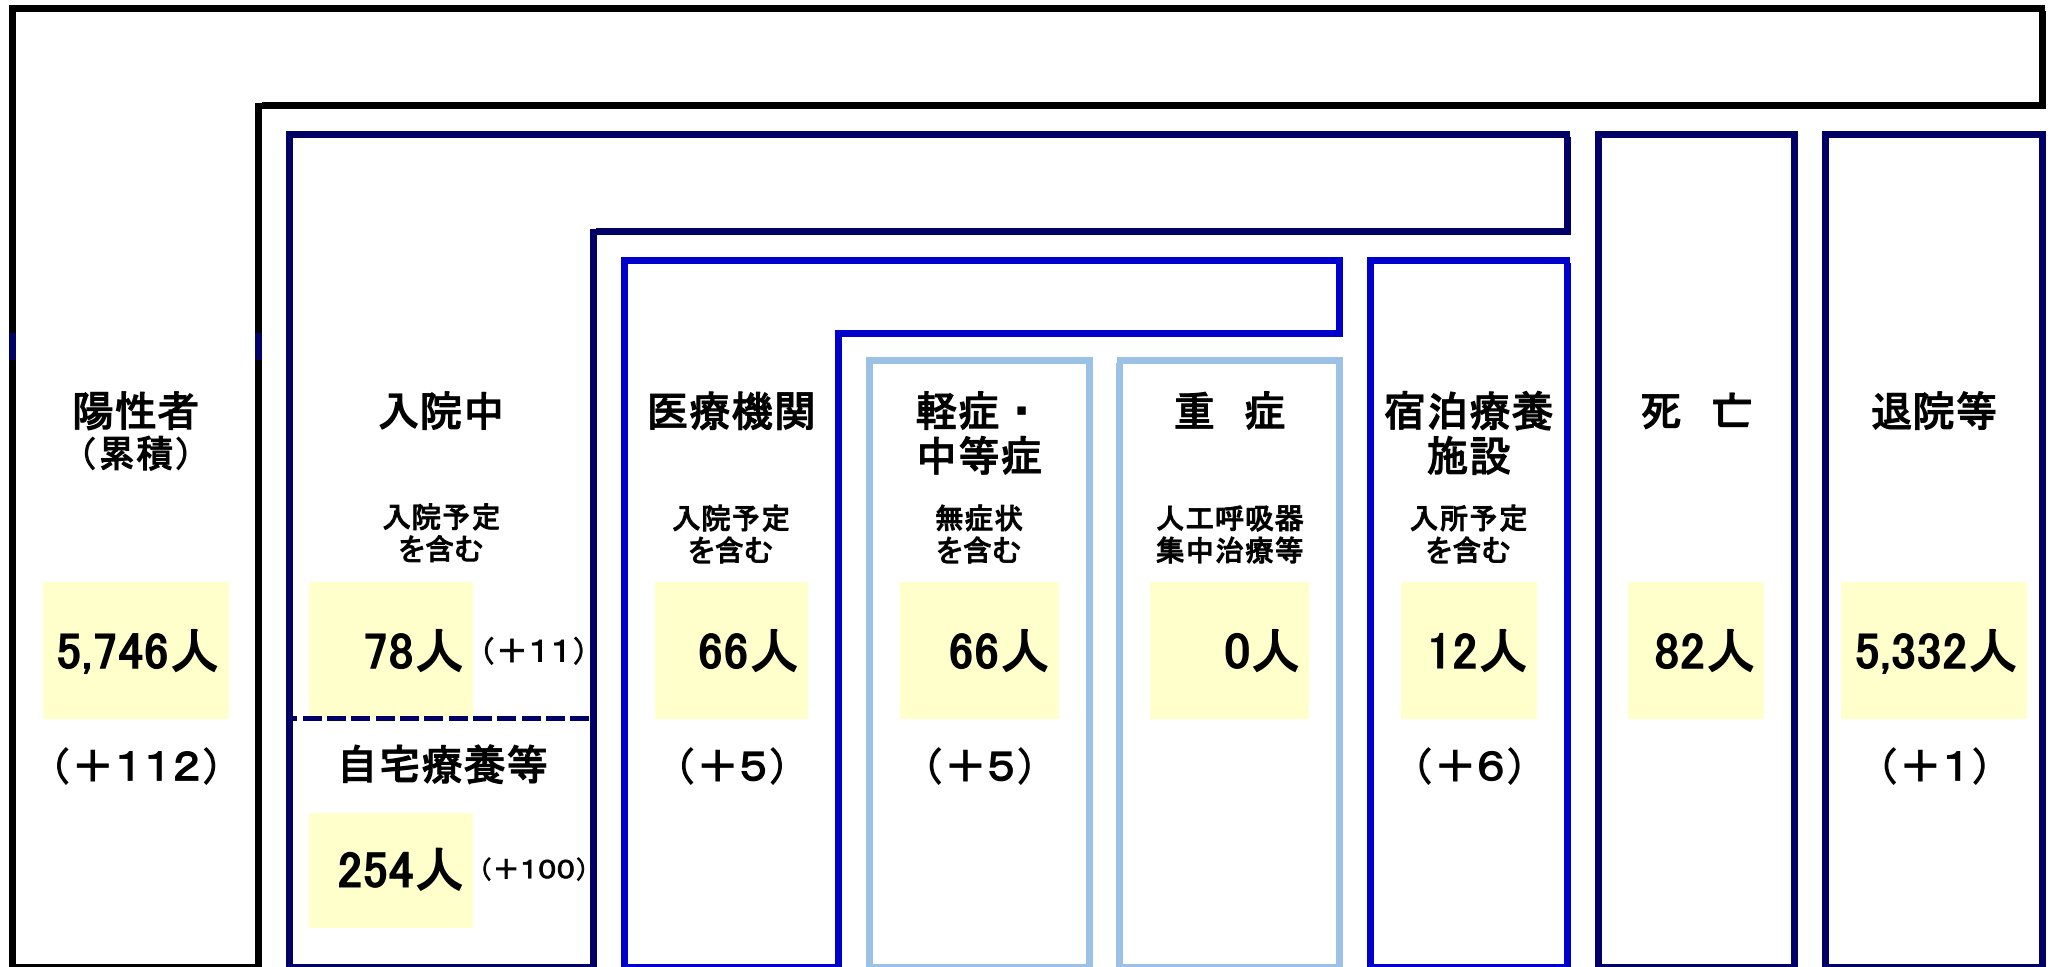 陽性者
（累積）
5,746人
（＋112）
入院中
入院予定
を含む
78人（＋11）
自宅療養等
254人（＋100）
医療機関
入院予定
を含む
66人
（＋5）
軽症・
中等症
無症状
を含む
66人
（＋5）
重　症
人工呼吸器
集中治療等
0人
宿泊療養
施設
入所予定
を含む
12人
（＋6）
死　亡
82人
退院等
5,332人
（＋1）